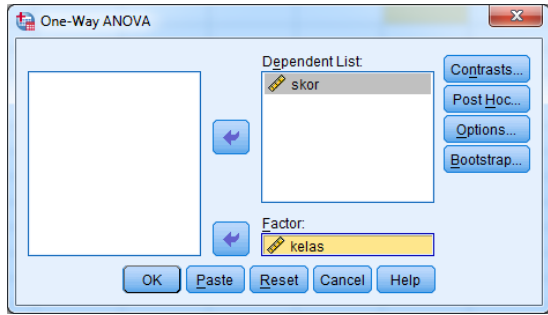 One-Way ANOVA
x
Dependent List:
skor
Contrasts...
Post Hoc...
Options...
Bootstrap...
Factor:
kelas
OK Paste Reset Cancel Help